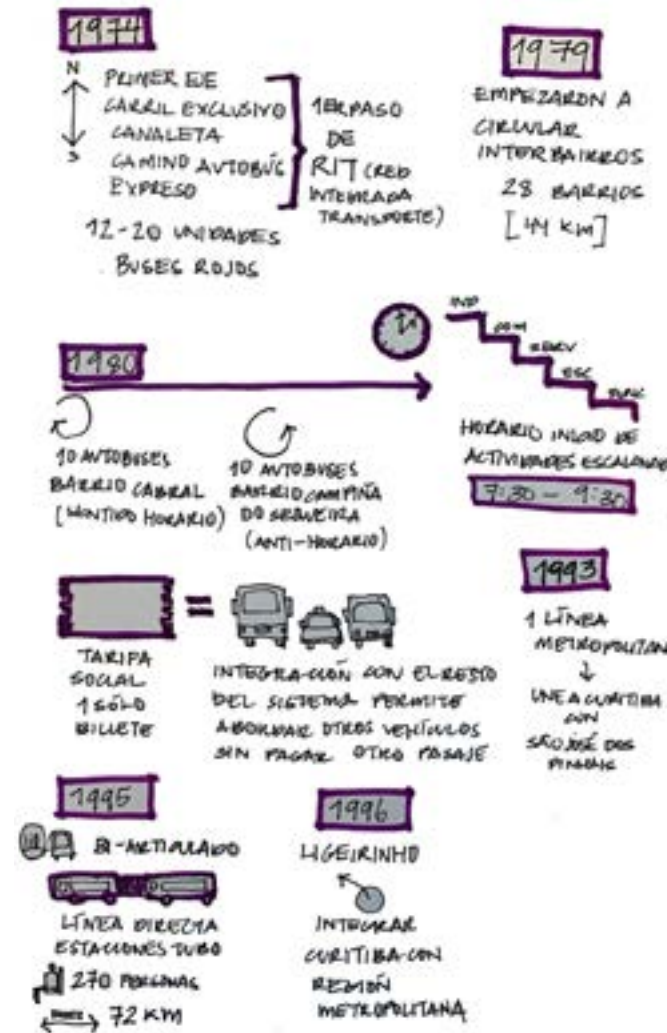 1974
N
S
PRIMER EJE
CARRIL EXCLUSIVO
CANALETA
CAMINO AUTOBÚS
EXPRESO
1ER PASO
DE
RIT (RED
INTEGRADA
TRANSPORTE)
12-20 UNIDADES
BUSES ROJOS
1979
EMPEZARON A
CIRCULAR
INTERBAIRROS
28 BARRIOS
[44 KM]
1980
10 AUTOBUSES
BARRIO CABRAL
HORARIO)
10 AUTOBUSES
BARRIO CAMPIÑA
DO SEQUEIRA
(ANTI-HORARIO)
IND
COM
SERV
ESC
HORARIO INICIO DE
ACTIVIDADES ESCALONADO
7:30 - 9:30
TARIFA
SOCIAL
1 SÓLO
BILLETE
=
INTEGRACIÓN CON EL RESTO
DEL SISTEMA PERMITE
ABORDAR OTROS VEHÍCULOS
SIN PAGAR OTRO PASAJE
1993
1 LÍNEA
METROPOLITANA
UNE A CURITIBA
CON
SÃO JOSÉ DOS
PINHAIS
1995
BI-ARTICULADO
LÍNEA DIRECTA
ESTACIONES TUBO
270 PERSONAS
72 KM
1996
LIGEIRINHO
INTEGRAR
CURITIBA CON
REGIÓN
METROPOLITANA